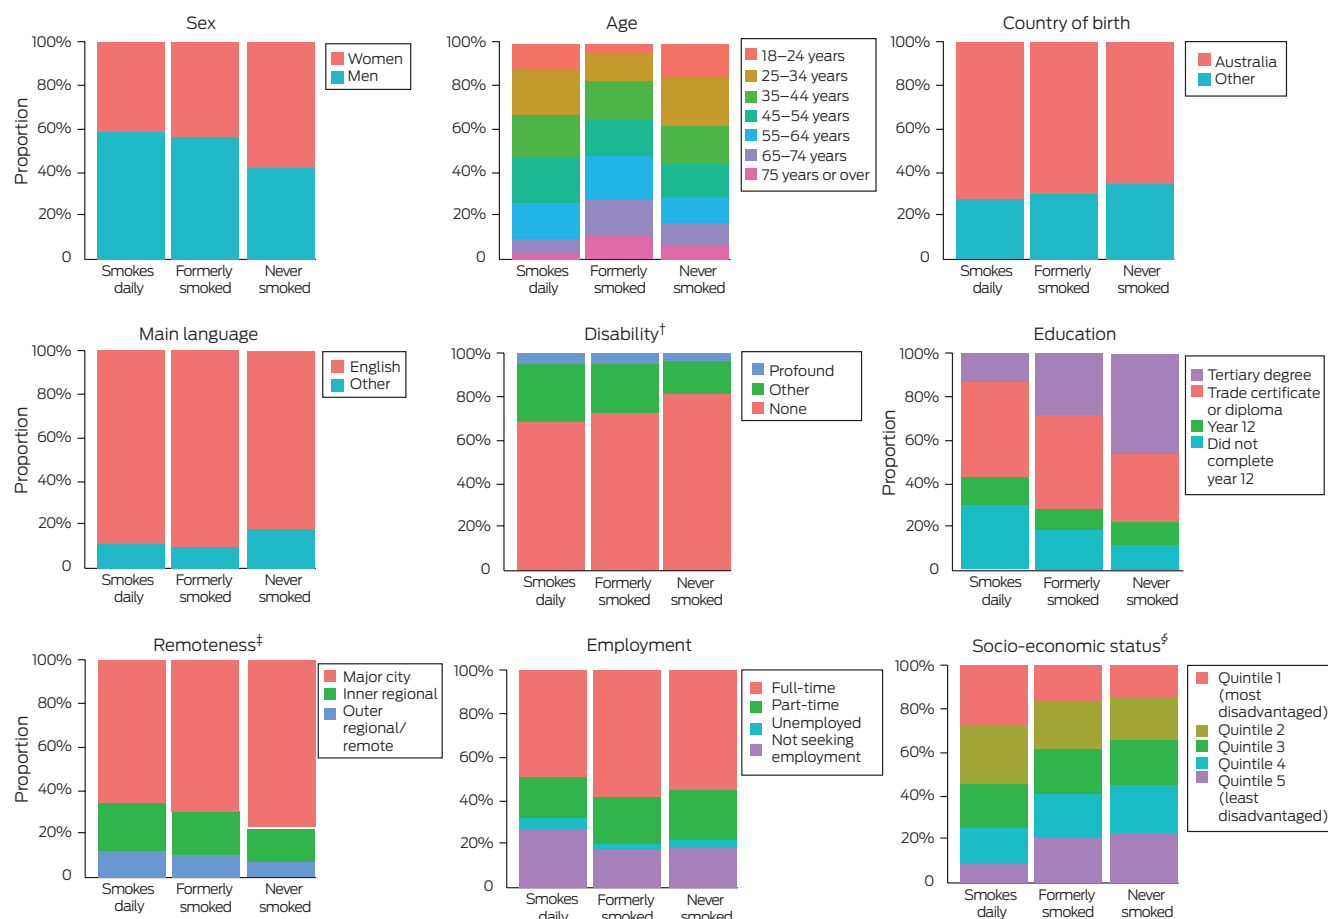 Sex
100%
80%
60%
40%
20%
0
Proportion
Women
Men
Smokes daily
Formerly smoked
Never smoked
Age
100%
80%
60%
40%
20%
0
18–24 years
25–34 years
35–44 years
45–54 years
55–64 years
65–74 years
75 years or over
Smokes daily
Formerly smoked
Never smoked
Country of birth
100%
80%
60%
40%
20%
0
Australia
Other
Smokes daily
Formerly smoked
Never smoked
Main language
100%
80%
60%
40%
20%
0
Proportion
English
Other
Smokes daily
Formerly smoked
Never smoked
Disability†
100%
80%
60%
40%
20%
0
Profound
Other
None
Smokes daily
Formerly smoked
Never smoked
Education
100%
80%
60%
40%
20%
0
Proportion
Tertiary degree
Trade certificate
or diploma
Year 12
Did not
complete
year 12
Smokes daily
Formerly smoked
Never smoked
Remoteness‡
100%
80%
60%
40%
20%
0
Proportion
Major city
Inner regional
Outer
regional/
remote
Smokes daily
Formerly smoked
Never smoked
Employment
100%
80%
60%
40%
20%
0
Full-time
Part-time
Unemployed
Not seeking
employment
Smokes daily
Formerly smoked
Never smoked
Socio-economic status§
100%
80%
60%
40%
20%
0
Proportion
Quintile 1
(most
disadvantaged)
Quintile 2
Quintile 3
Quintile 4
Quintile 5
(least
disadvantaged)
Smokes daily
Formerly smoked
Never smoked